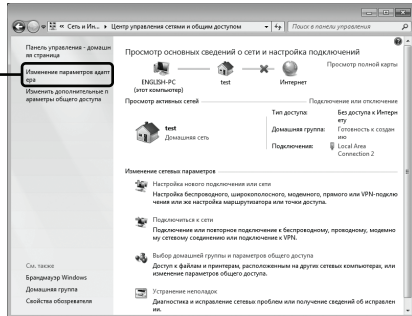 « Сеть и Ин... ▸ Центр управления сетями и общим доступом
Поиск в панели управления
Панель управления - домашн
яя страница
Изменение параметров адапт
ера
Изменить дополнительные п
араметры общего доступа
Просмотр основных сведений о сети и настройка подключений
Просмотр полной карты
ENGLISH-PC
(этот компьютер)
test
Интернет
Просмотр активных сетей
Подключение или отключение
test
Домашняя сеть
Тип доступа:
Без доступа к Интерн
ету
Домашняя группа:
Готовность к создан
ию
Подключения:
Local Area
Connection 2
Изменение сетевых параметров
Настройка нового подключения или сети
Настройка беспроводного, широкополосного, модемного, прямого или VPN-подклю
чения или же настройка маршрутизатора или точки доступа.
Подключиться к сети
Подключение или повторное подключение к беспроводному, проводному, модемно
му сетевому соединению или подключение к VPN.
Выбор домашней группы и параметров общего доступа
Доступ к файлам и принтерам, расположенным на других сетевых компьютерах, или
изменение параметров общего доступа.
Устранение неполадок
Диагностика и исправление сетевых проблем или получение сведений об исправлен
ии.
См. также
Брандмауэр Windows
Домашняя группа
Свойства обозревателя